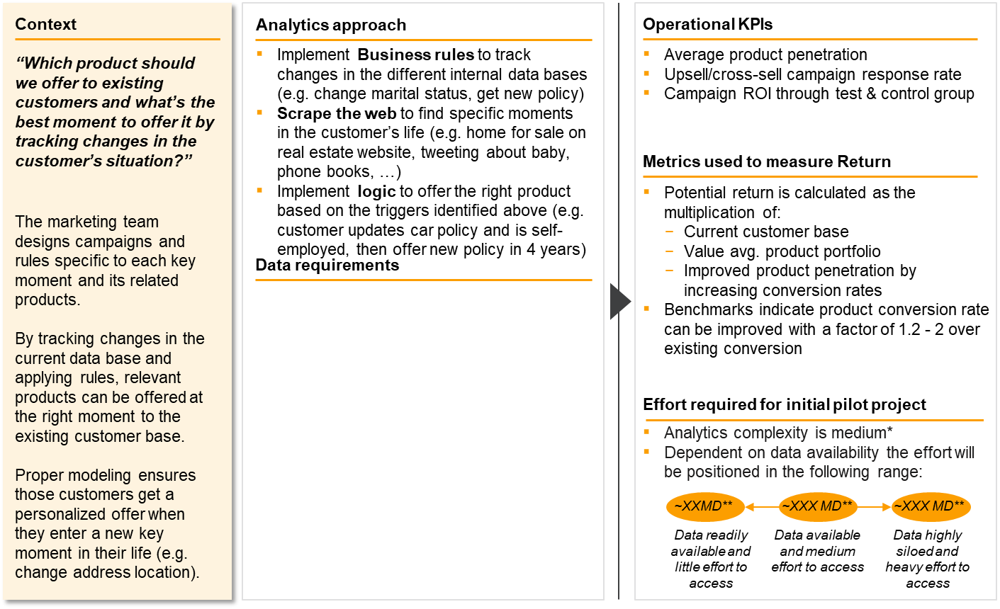 Context
“Which product should
we offer to existing
customers and what’s the
best moment to offer it by
tracking changes in the
customer’s situation?”
The marketing team
designs campaigns and
rules specific to each key
moment and its related
products.
By tracking changes in the
current data base and
applying rules, relevant
products can be offered at
the right moment to the
existing customer base.
Proper modeling ensures
those customers get a
personalized offer when
they enter a new key
moment in their life (e.g.
change address location).
Analytics approach
▪ Implement Business rules to track
changes in the different internal data bases
(e.g. change marital status, get new policy)
▪ Scrape the web to find specific moments
in the customer’s life (e.g. home for sale on
real estate website, tweeting about baby,
phone books, …)
▪ Implement logic to offer the right product
based on the triggers identified above (e.g.
customer updates car policy and is self-
employed, then offer new policy in 4 years)
Data requirements
Operational KPIs
▪ Average product penetration
▪ Upsell/cross-sell campaign response rate
▪ Campaign ROI through test & control group
Metrics used to measure Return
▪ Potential return is calculated as the
multiplication of:
− Current customer base
− Value avg. product portfolio
− Improved product penetration by
increasing conversion rates
▪ Benchmarks indicate product conversion rate
can be improved with a factor of 1.2 - 2 over
existing conversion
Effort required for initial pilot project
▪ Analytics complexity is medium*
▪ Dependent on data availability the effort will
be positioned in the following range:
~XXMD**
Data readily
available and
little effort to
access
~XXX MD**
Data available
and medium
effort to access
~XXX MD**
Data highly
siloed and
heavy effort to
access